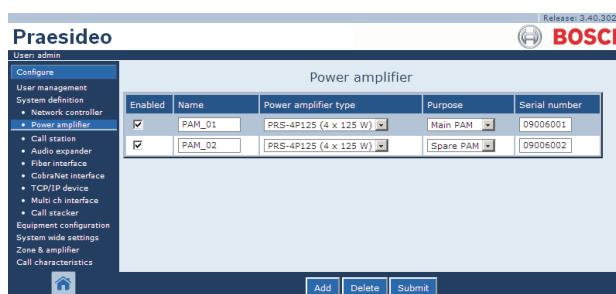 Release: 3.40.302
Praesideo
BOSCH
User: admin
Configure
User management
System definition
• Network controller
• Power amplifier
• Call station
• Audio expander
• Fiber interface
• CobraNet interface
• TCP/IP device
• Multi ch interface
• Call stacker
Equipment configuration
System wide settings
Zone & amplifier
Call characteristics
Power amplifier
Enabled Name Power amplifier type Purpose Serial number
PAM_01 PRS-4P125 (4 x 125 W) Main PAM 09006001
PAM_02 PRS-4P125 (4 x 125 W) Spare PAM 09006002
Add Delete Submit